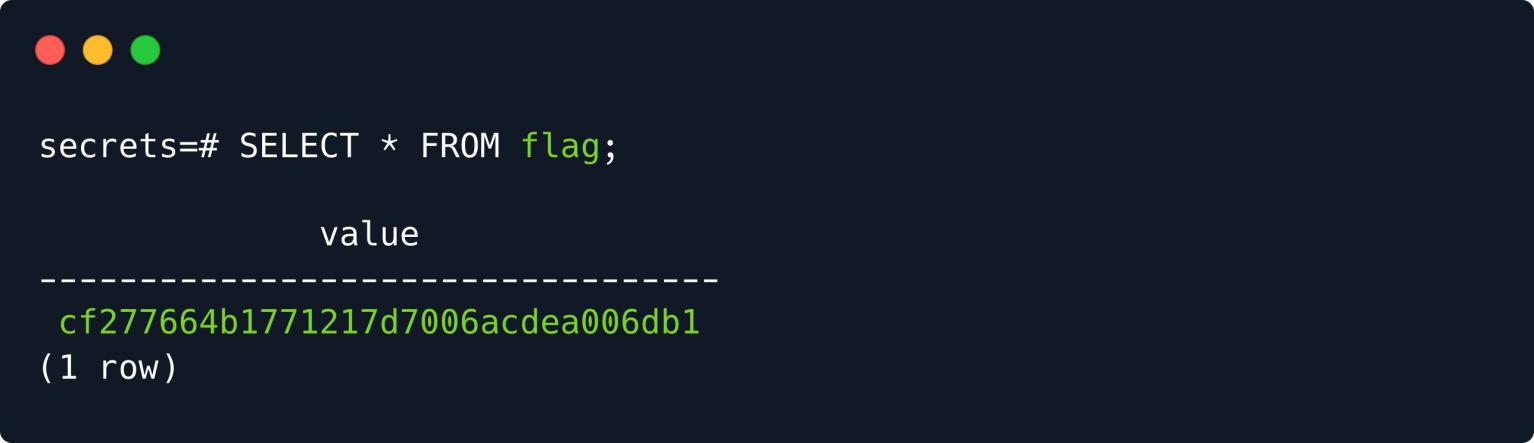 secrets=# SELECT * FROM flag;
value
----------------------------------
cf277664b1771217d7006acdea006db1
(1 row)